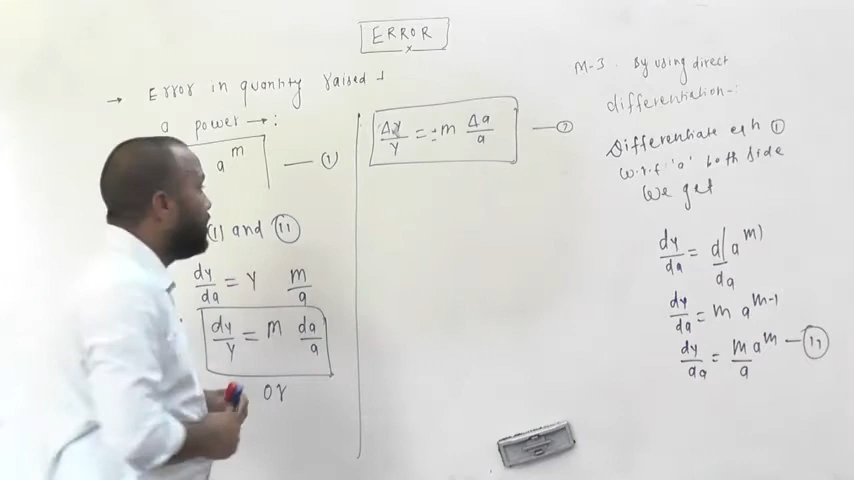 ERROR
→ Error in quantity raised
a power →:
a^m — (1)
(1) and (11)
dy/da = y m/a
dy/y = m da/a
or
Δy/y = ± m Δa/a — (2)
M-3. By using direct
differentiation-:
Differentiate eqn (1)
w.r.t. 'a' both side
We get
dy/da = d(a^m)/da
dy/da = m a^m-1
dy/da = m/a a^m — (11)